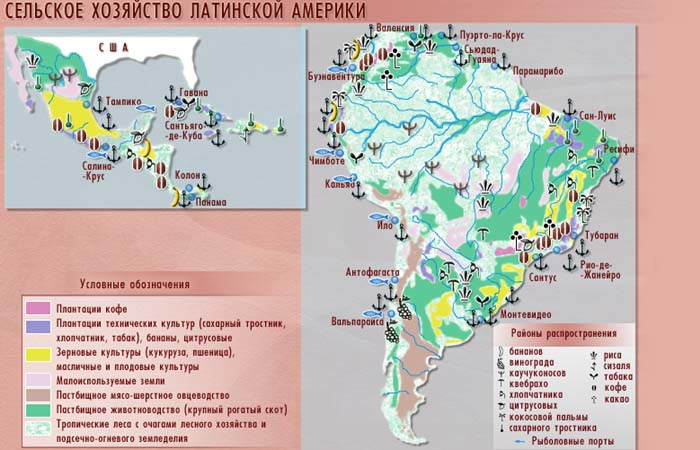 СЕЛЬСКОЕ ХОЗЯЙСТВО ЛАТИНСКОЙ АМЕРИКИ
США
Тампико
Гавана
Сантьяго-
де-Куба
Салина-
Крус
Колон
Панама
Валенсия
Пуэрто-ла-Крус
Сьюдад-
Гуаяна
Парамарибо
Буэнавентура
Сан-Луис
Ресифи
Чимботе
Кальяо
Ило
Тубаран
Рио-де-
Жанейро
Сантус
Антофагаста
Вальпараиса
Монтевидео
Условные обозначения
Плантации кофе
Плантации технических культур (сахарный тростник,
хлопчатник, табак), бананы, цитрусовые
Зерновые культуры (кукуруза, пшеница),
масличные и плодовые культуры
Малоиспользуемые земли
Пастбищное мясо-шерстное овцеводство
Пастбищное животноводство (крупный рогатый скот)
Тропические леса с очагами лесного хозяйства и
подсечно-огневого земледелия
Районы распространения
бананов
винограда
каучуконосов
квебрахо
хлопчатника
цитрусовых
кокосовой пальмы
сахарного тростника
риса
сизаля
табака
кофе
какао
Рыболовные порты